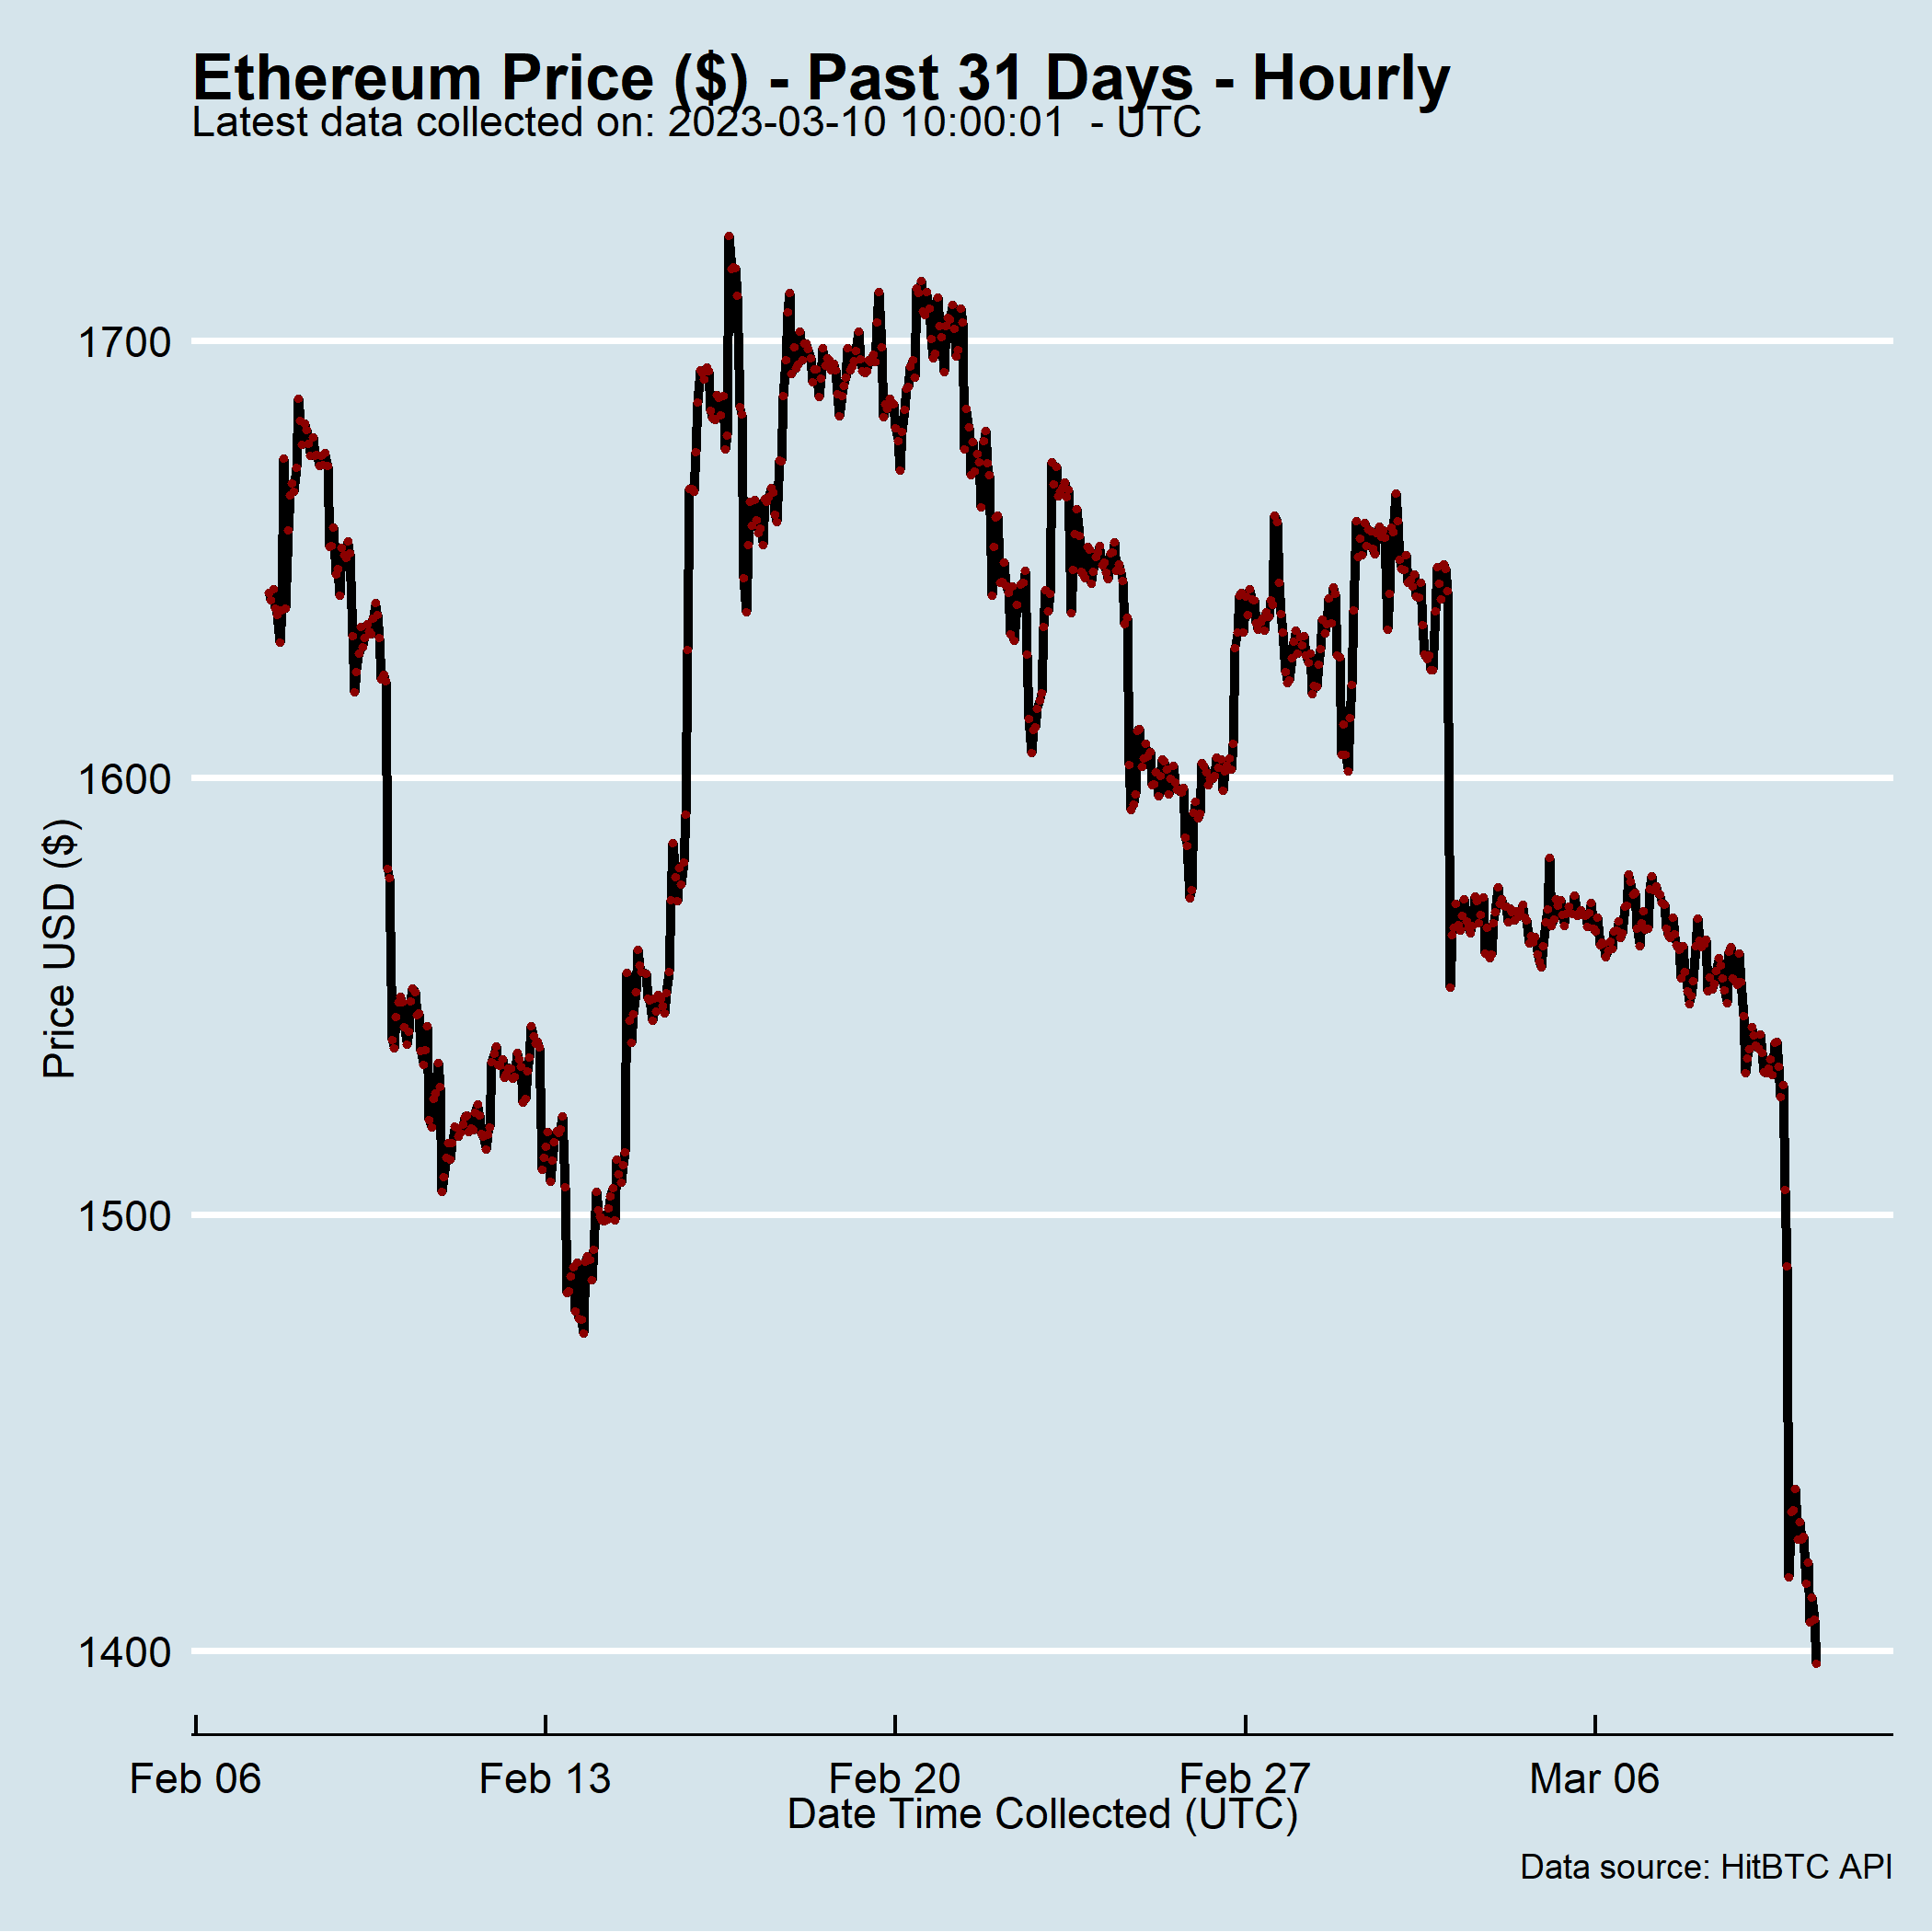 Ethereum Price ($) - Past 31 Days - Hourly
Latest data collected on: 2023-03-10 10:00:01  - UTC
Price USD ($)
1700
1600
1500
1400
Feb 06
Feb 13
Feb 20
Feb 27
Mar 06
Date Time Collected (UTC)
Data source: HitBTC API